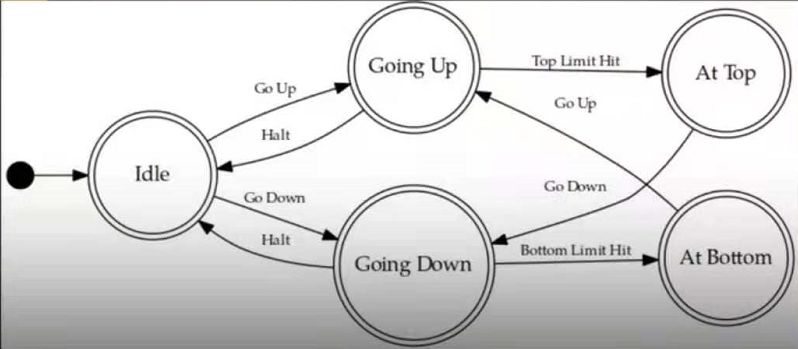 Going Up
Top Limit Hit
At Top
Go Up
Go Up
Halt
Idle
Go Down
Go Down
Halt
Going Down
Bottom Limit Hit
At Bottom